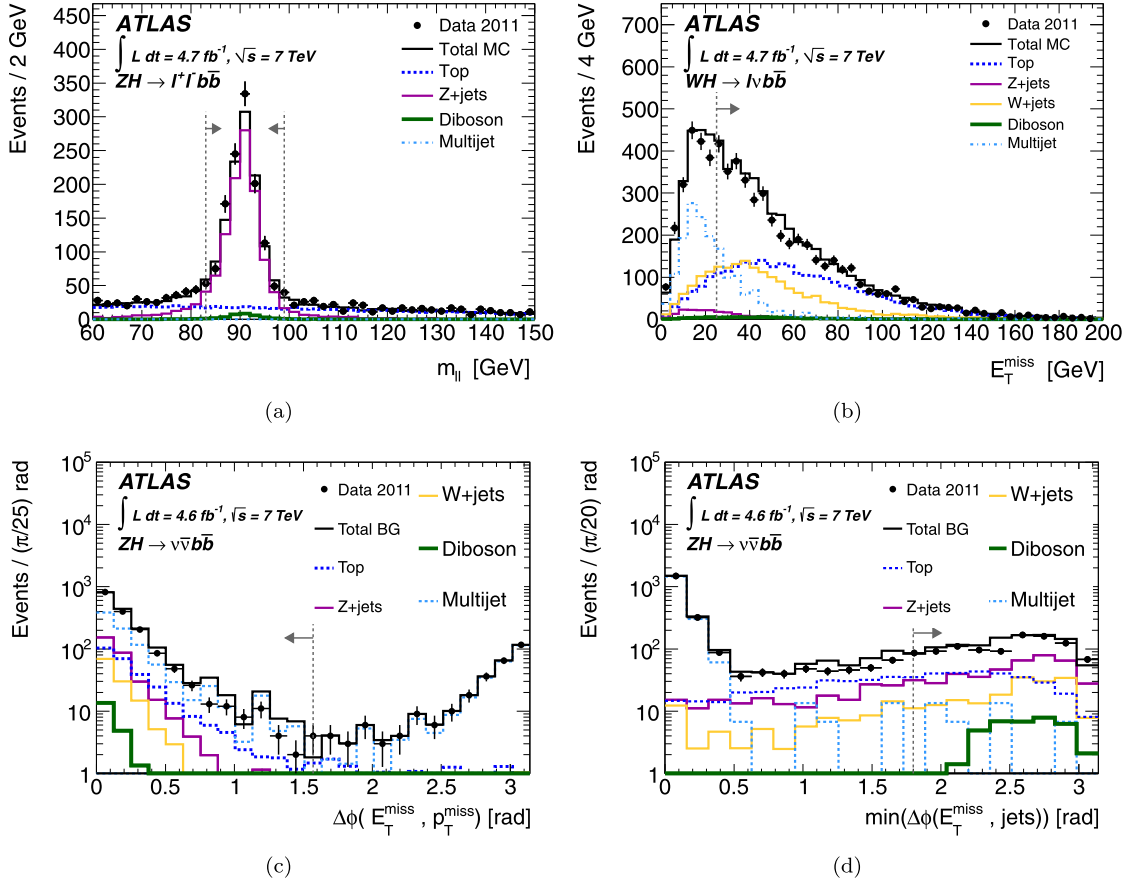 ATLAS
∫ L dt = 4.7 fb⁻¹, √s = 7 TeV
ZH → l⁺l⁻bb̅
Data 2011
Total MC
Top
Z+jets
Diboson
Multijet
Events / 2 GeV
450
400
350
300
250
200
150
100
50
0
60 70 80 90 100 110 120 130 140 150
m_ll [GeV]
(a)
ATLAS
∫ L dt = 4.7 fb⁻¹, √s = 7 TeV
WH → lνbb̅
Data 2011
Total MC
Top
Z+jets
W+jets
Diboson
Multijet
Events / 4 GeV
700
600
500
400
300
200
100
0
0 20 40 60 80 100 120 140 160 180 200
E_T^miss [GeV]
(b)
ATLAS
∫ L dt = 4.6 fb⁻¹, √s = 7 TeV
ZH → νν̅bb̅
Data 2011
Total BG
Top
Z+jets
W+jets
Diboson
Multijet
Events / (π/25) rad
10⁵
10⁴
10³
10²
10
1
0 0.5 1 1.5 2 2.5 3
Δϕ( E_T^miss , p_T^miss ) [rad]
(c)
ATLAS
∫ L dt = 4.6 fb⁻¹, √s = 7 TeV
ZH → νν̅bb̅
Data 2011
Total BG
Top
Z+jets
W+jets
Diboson
Multijet
Events / (π/20) rad
10⁵
10⁴
10³
10²
10
1
0 0.5 1 1.5 2 2.5 3
min(Δϕ(E_T^miss , jets)) [rad]
(d)